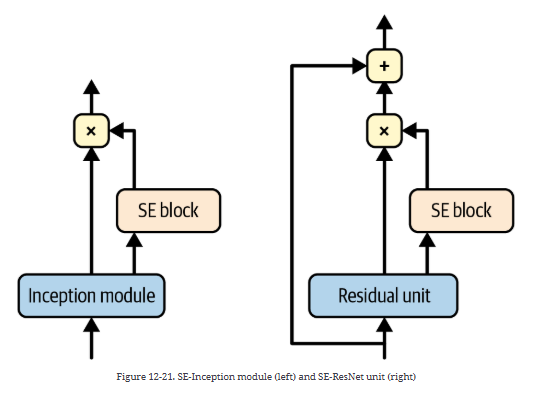 +
×
×
SE block
SE block
Inception module
Residual unit
Figure 12-21. SE-Inception module (left) and SE-ResNet unit (right)